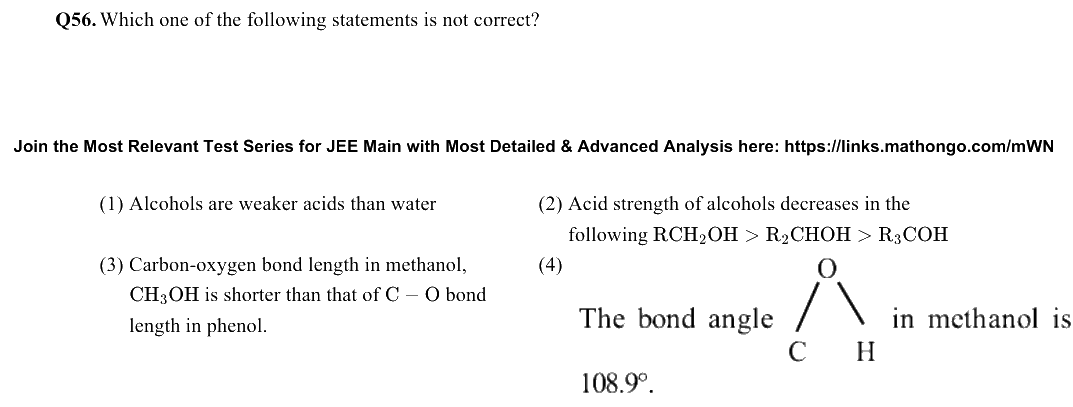 Q56. Which one of the following statements is not correct?
Join the Most Relevant Test Series for JEE Main with Most Detailed & Advanced Analysis here: https://links.mathongo.com/mWN
(1) Alcohols are weaker acids than water
(2) Acid strength of alcohols decreases in the
following RCH₂OH > R₂CHOH > R₃COH
(3) Carbon-oxygen bond length in methanol,
CH₃OH is shorter than that of C – O bond
length in phenol.
(4)
O
The bond angle in methanol is
C H
108.9°.